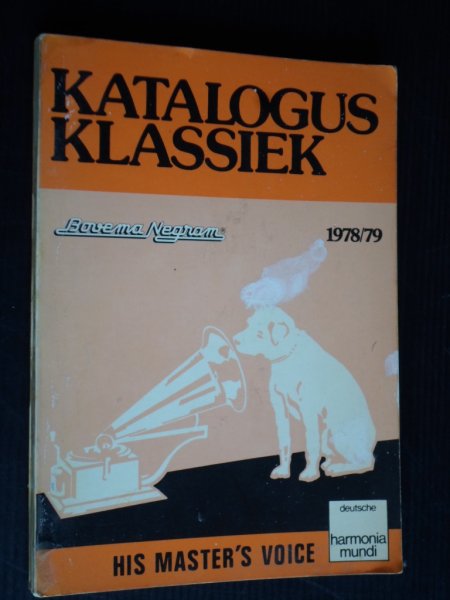 KATALOGUS
KLASSIEK
Bovema Negram
1978/79
deutsche
harmonia
mundi
HIS MASTER'S VOICE